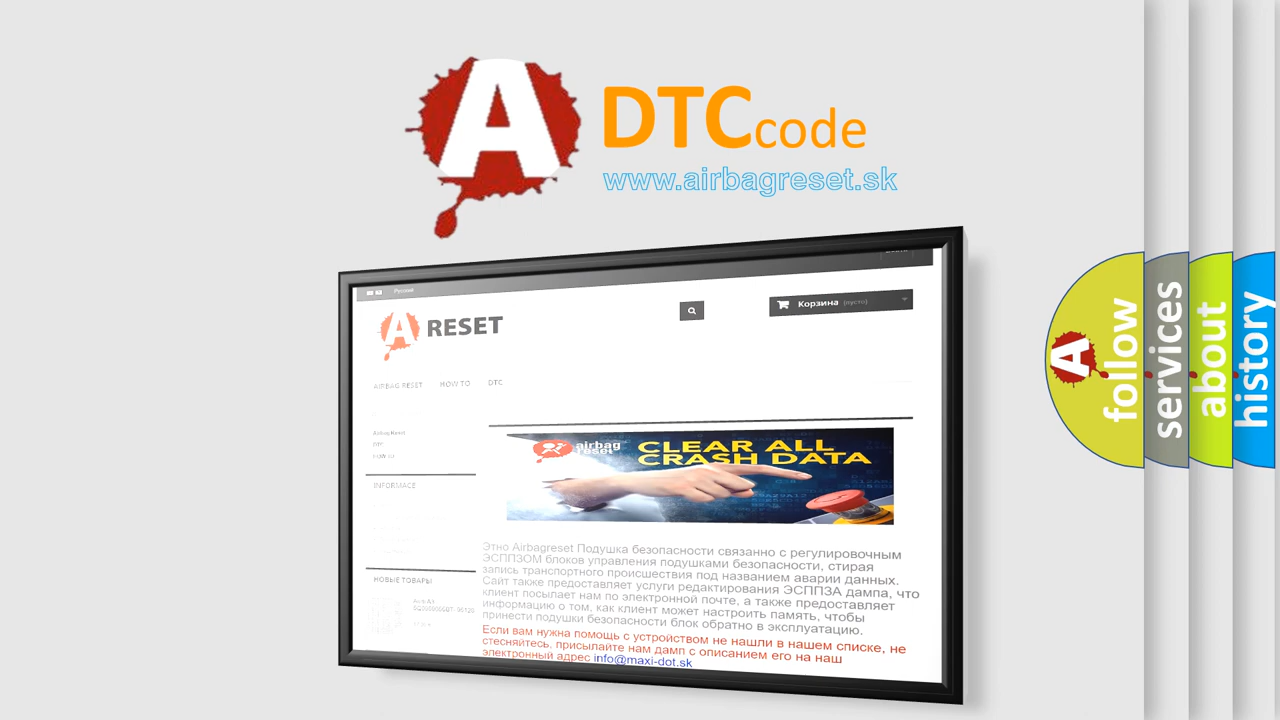 A
DTCcode
www.airbagreset.sk
Русский
A RESET
Корзина (пусто)
AIRBAG RESET HOW TO DTC
Airbag Reset
DTC
INFORMACE
НОВЫЕ ТОВАРЫ
airbag
reset
CLEAR ALL
CRASH DATA
Этно Airbagreset Подушка безопасности связанно с регулировочным
ЭСППЗОМ блоков управления подушками безопасности, стирая
запись транспортного происшествия под названием аварии данных.
Сайт также предоставляет услуги редактирования ЭСППЗА дампа, что
клиент посылает нам по электронной почте, а также предоставляет
информацию о том, как клиент может настроить память, чтобы
принести подушки безопасности блок обратно в эксплуатацию.
Если вам нужна помощь с устройством не нашли в нашем списке, не
стесняйтесь, присылайте нам дамп с описанием его на наш
электронный адрес info@maxi-dot.sk
A
follow
services
about
history